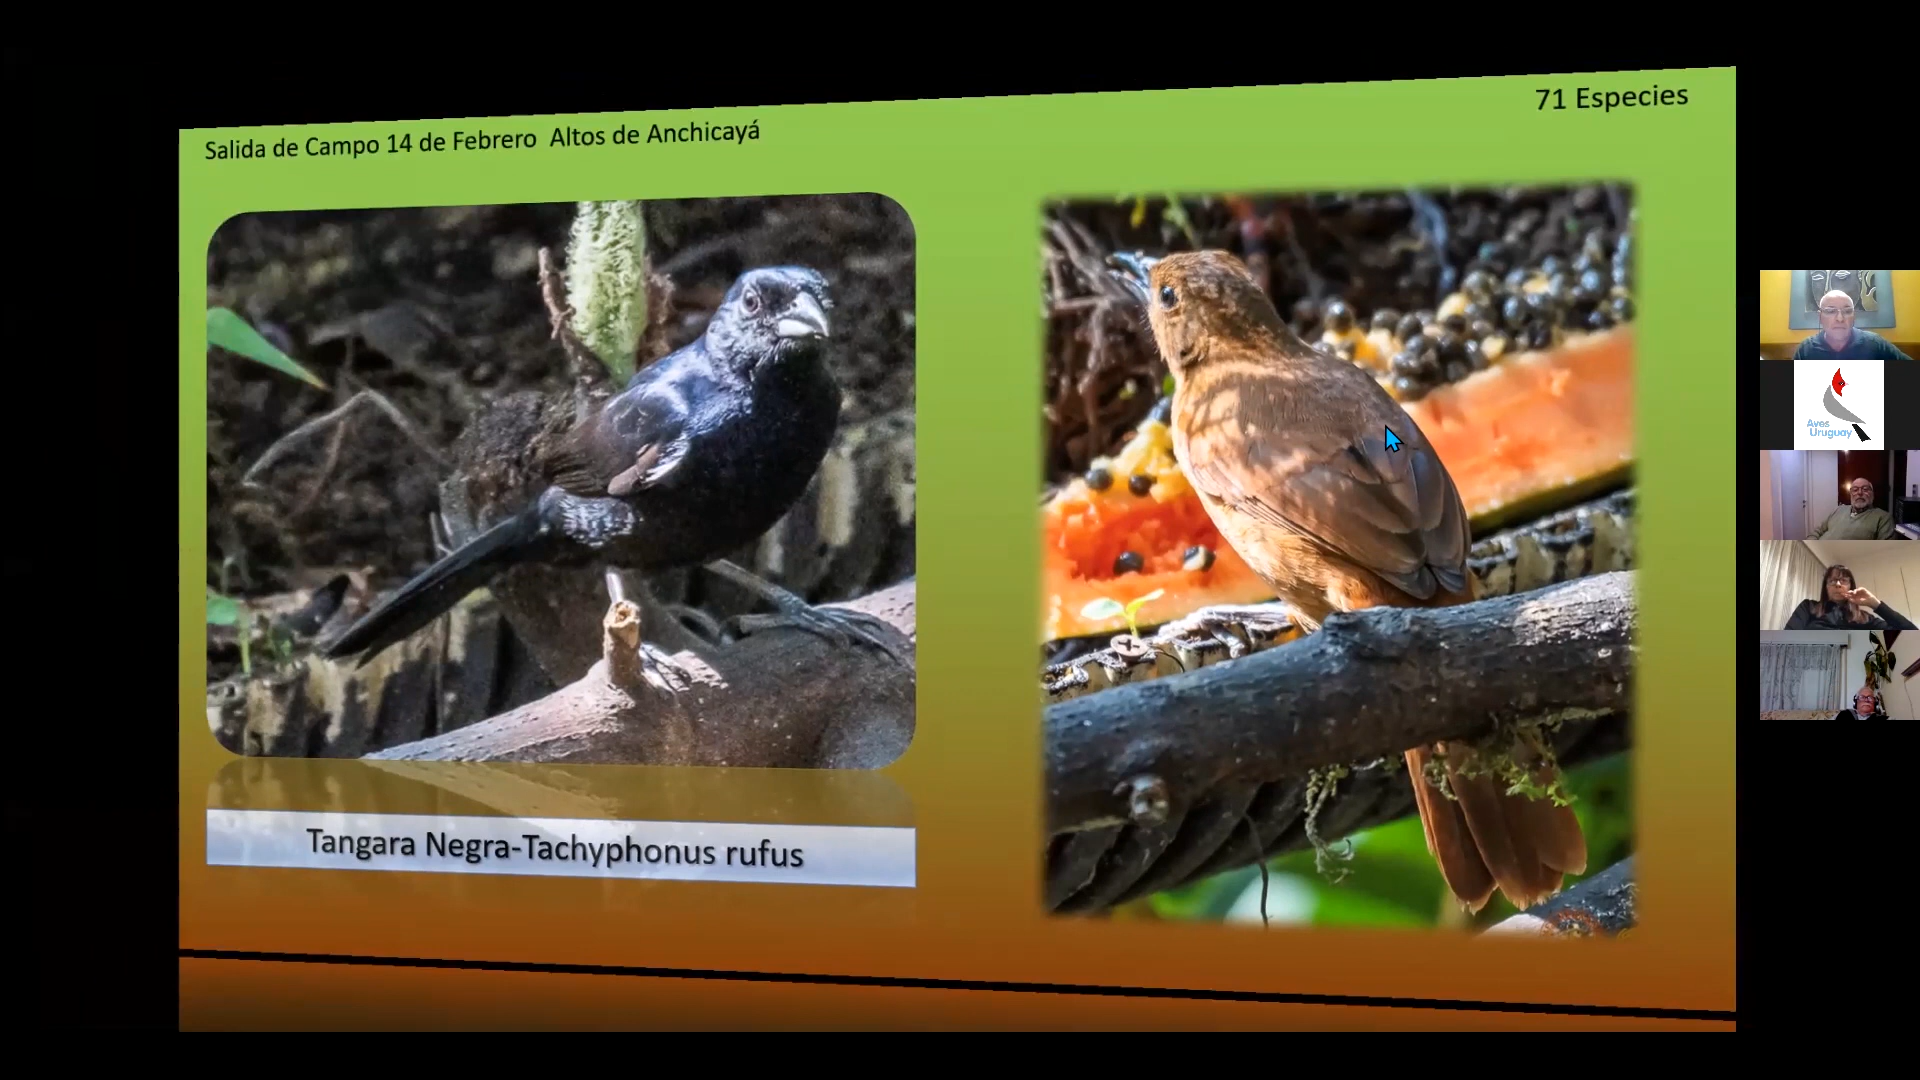 Salida de Campo 14 de Febrero Altos de Anchicayá
71 Especies
Tangara Negra-Tachyphonus rufus
Aves
Uruguay